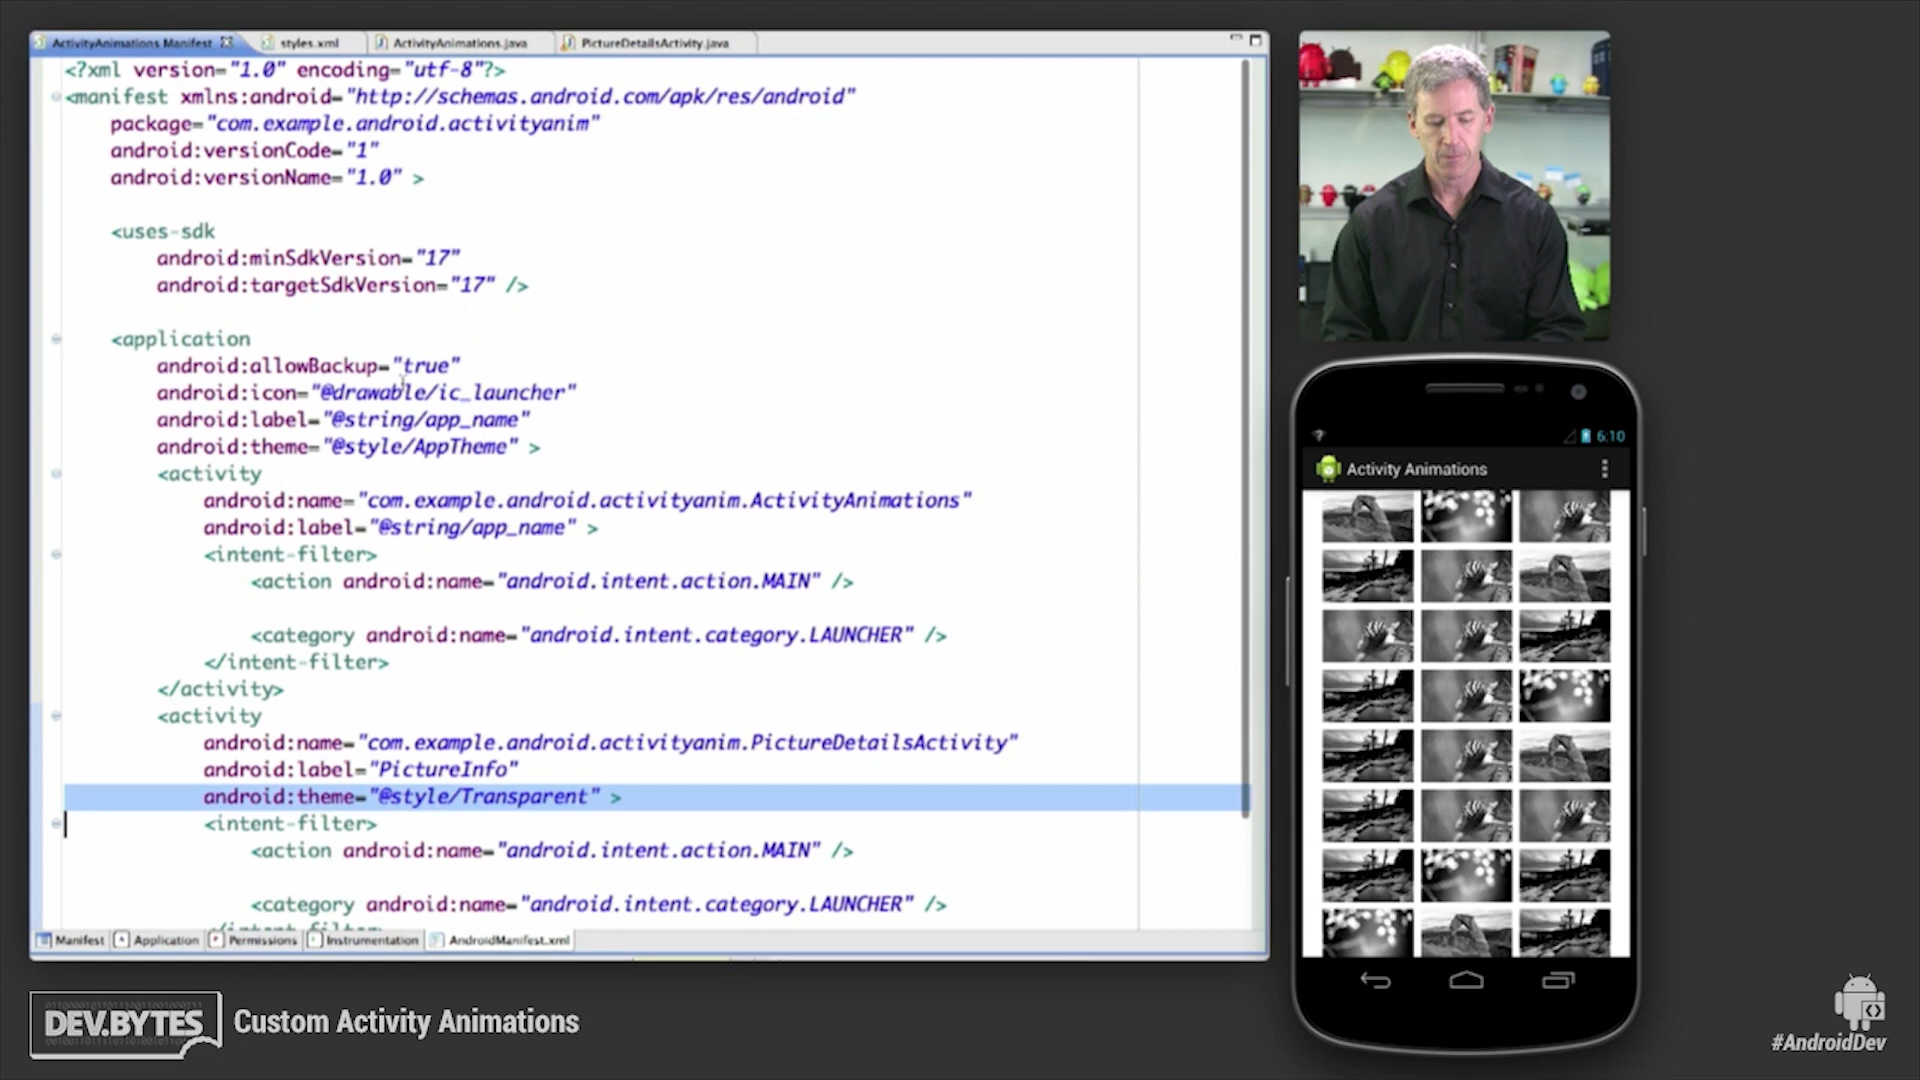 ActivityAnimations Manifest
styles.xml
ActivityAnimations.java
PictureDetailsActivity.java
<?xml version="1.0" encoding="utf-8"?>
<manifest xmlns:android="http://schemas.android.com/apk/res/android"
package="com.example.android.activityanim"
android:versionCode="1"
android:versionName="1.0" >
<uses-sdk
android:minSdkVersion="17"
android:targetSdkVersion="17" />
<application
android:allowBackup="true"
android:icon="@drawable/ic_launcher"
android:label="@string/app_name"
android:theme="@style/AppTheme" >
<activity
android:name="com.example.android.activityanim.ActivityAnimations"
android:label="@string/app_name" >
<intent-filter>
<action android:name="android.intent.action.MAIN" />
<category android:name="android.intent.category.LAUNCHER" />
</intent-filter>
</activity>
<activity
android:name="com.example.android.activityanim.PictureDetailsActivity"
android:label="PictureInfo"
android:theme="@style/Transparent" >
<intent-filter>
<action android:name="android.intent.action.MAIN" />
<category android:name="android.intent.category.LAUNCHER" />
Manifest
Application
Permissions
Instrumentation
AndroidManifest.xml
6:10
Activity Animations
DEV.BYTES
Custom Activity Animations
#AndroidDev